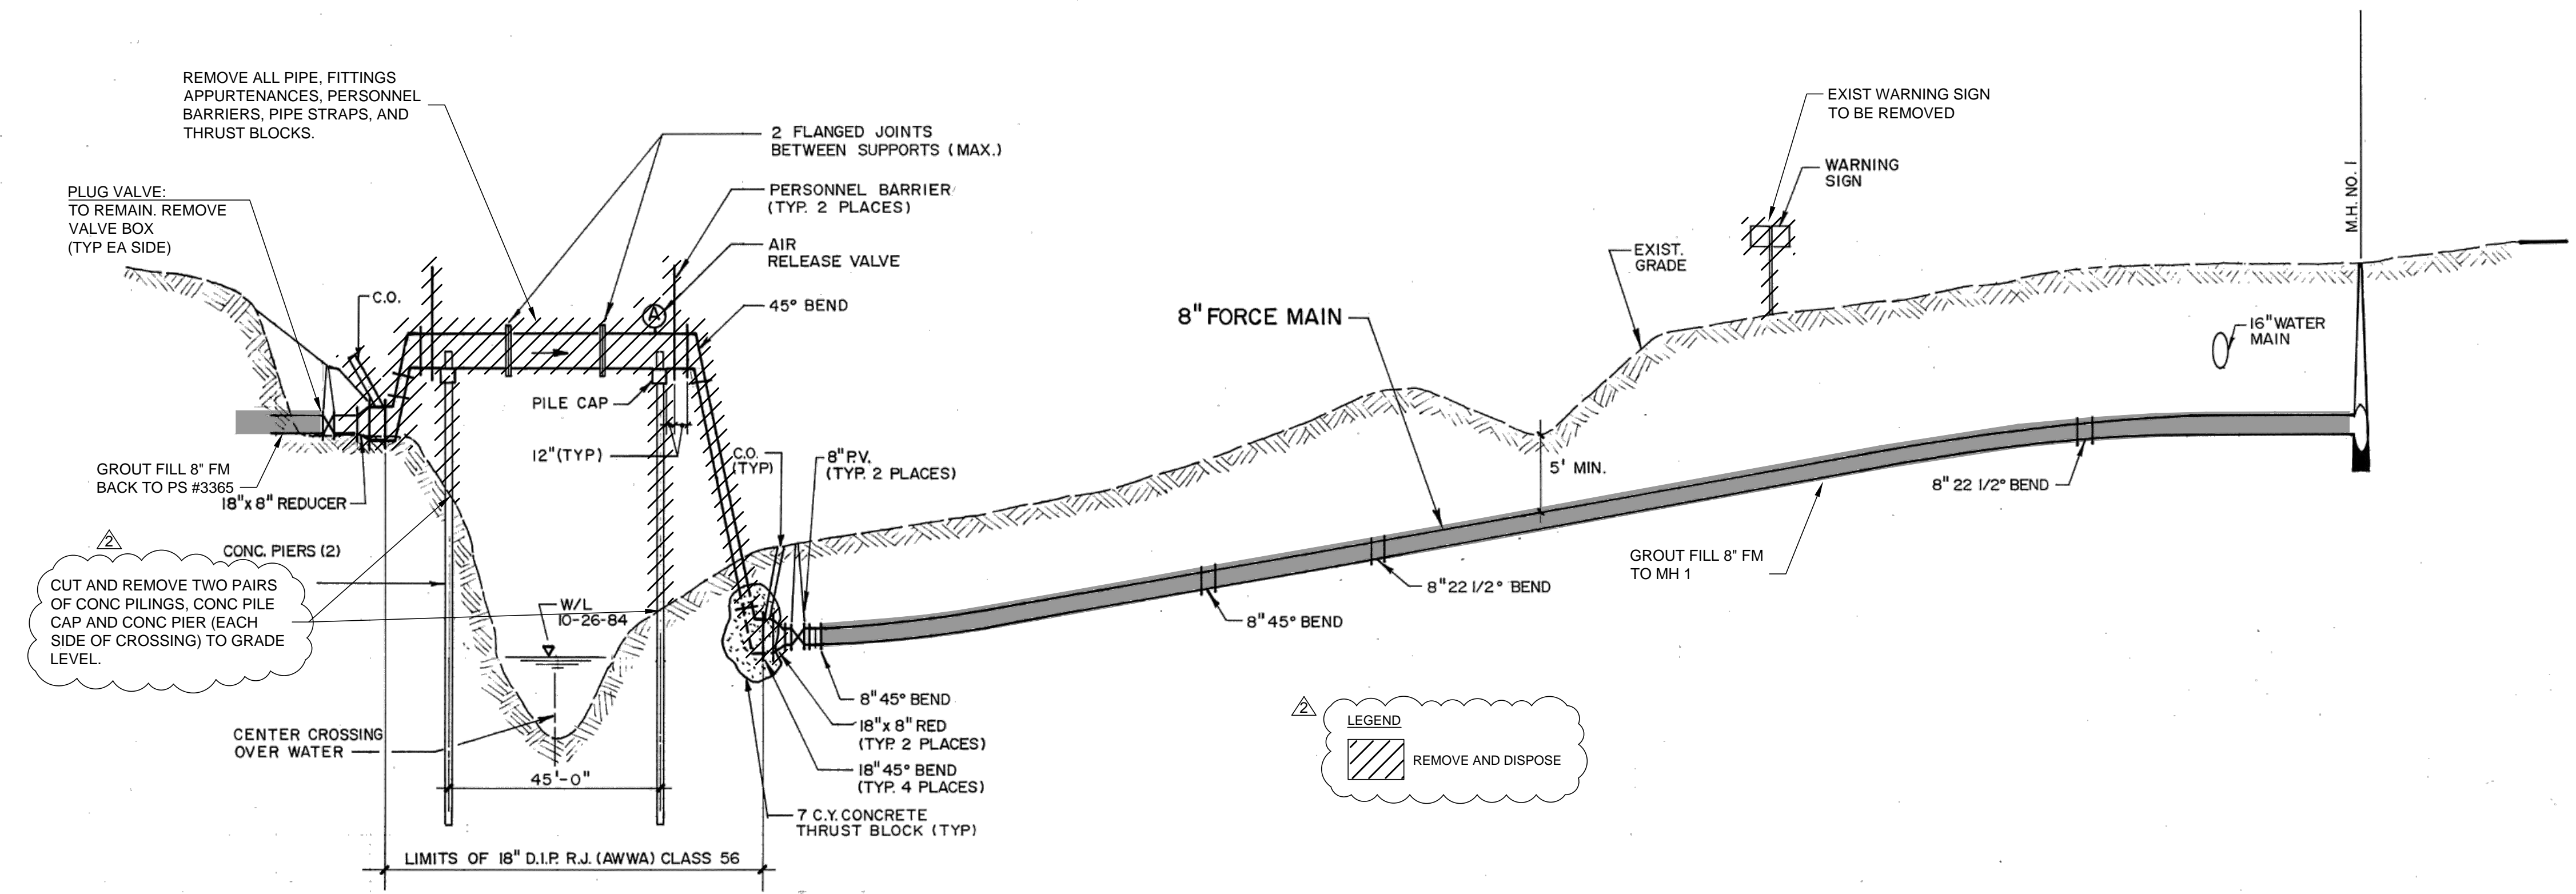 REMOVE ALL PIPE, FITTINGS
APPURTENANCES, PERSONNEL
BARRIERS, PIPE STRAPS, AND
THRUST BLOCKS.
2 FLANGED JOINTS
BETWEEN SUPPORTS (MAX.)
EXIST WARNING SIGN
TO BE REMOVED
WARNING
SIGN
PLUG VALVE:
TO REMAIN. REMOVE
VALVE BOX
(TYP EA SIDE)
PERSONNEL BARRIER
(TYP. 2 PLACES)
AIR
RELEASE VALVE
45° BEND
C.O.
A
EXIST.
GRADE
M.H. NO. 1
8" FORCE MAIN
16" WATER
MAIN
PILE CAP
12" (TYP)
C.O.
(TYP)
8" P.V.
(TYP. 2 PLACES)
5' MIN.
8" 22 1/2° BEND
GROUT FILL 8" FM
BACK TO PS #3365
18"x 8" REDUCER
2
CONC. PIERS (2)
CUT AND REMOVE TWO PAIRS
OF CONC PILINGS, CONC PILE
CAP AND CONC PIER (EACH
SIDE OF CROSSING) TO GRADE
LEVEL.
W/L
10-26-84
GROUT FILL 8" FM
TO MH 1
8" 22 1/2° BEND
8" 45° BEND
8" 45° BEND
18"x 8" RED
(TYP. 2 PLACES)
18" 45° BEND
(TYP. 4 PLACES)
7 C.Y. CONCRETE
THRUST BLOCK (TYP)
CENTER CROSSING
OVER WATER
45'-0"
LIMITS OF 18" D.I.P. R.J. (AWWA) CLASS 56
2
LEGEND
REMOVE AND DISPOSE